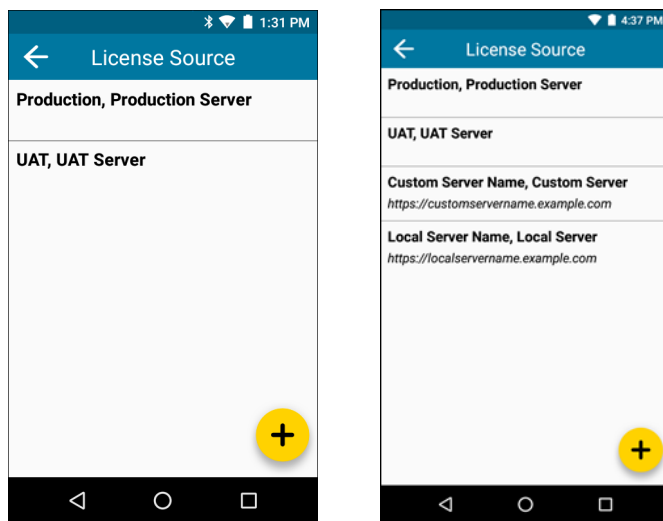 1:31 PM
License Source
Production, Production Server
UAT, UAT Server
4:37 PM
License Source
Production, Production Server
UAT, UAT Server
Custom Server Name, Custom Server
https://customservername.example.com
Local Server Name, Local Server
https://localservername.example.com